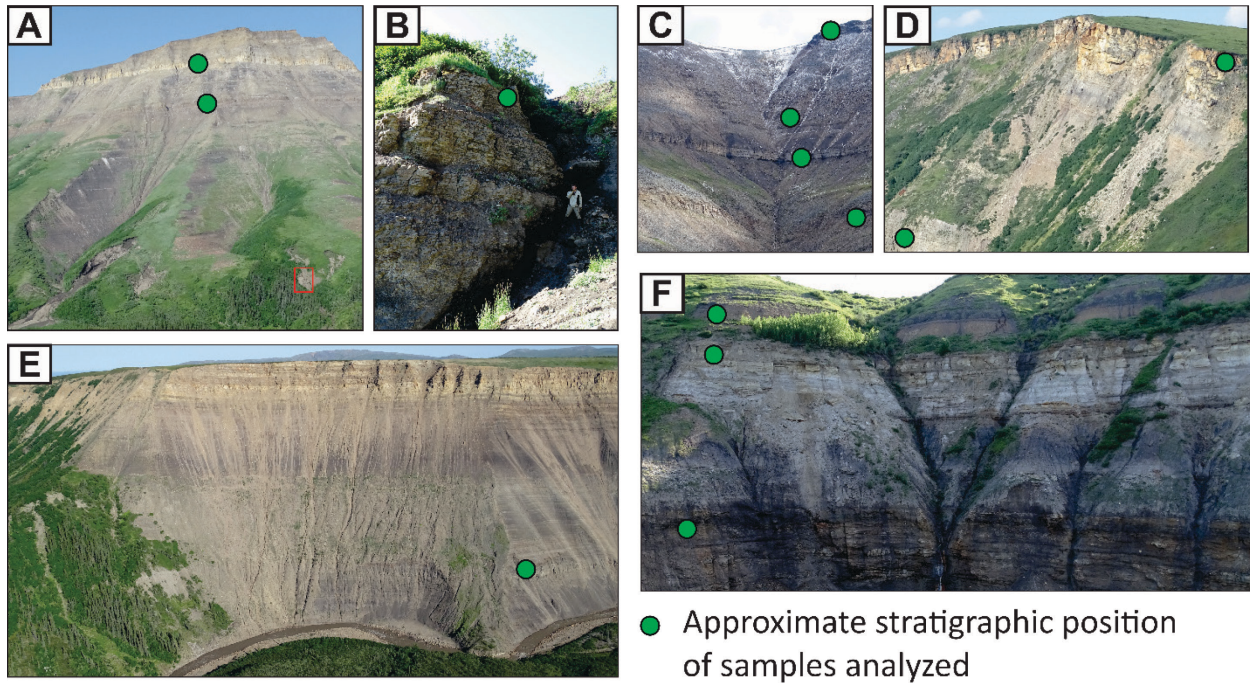 A
B
C
D
E
F
Approximate stratigraphic position
of samples analyzed